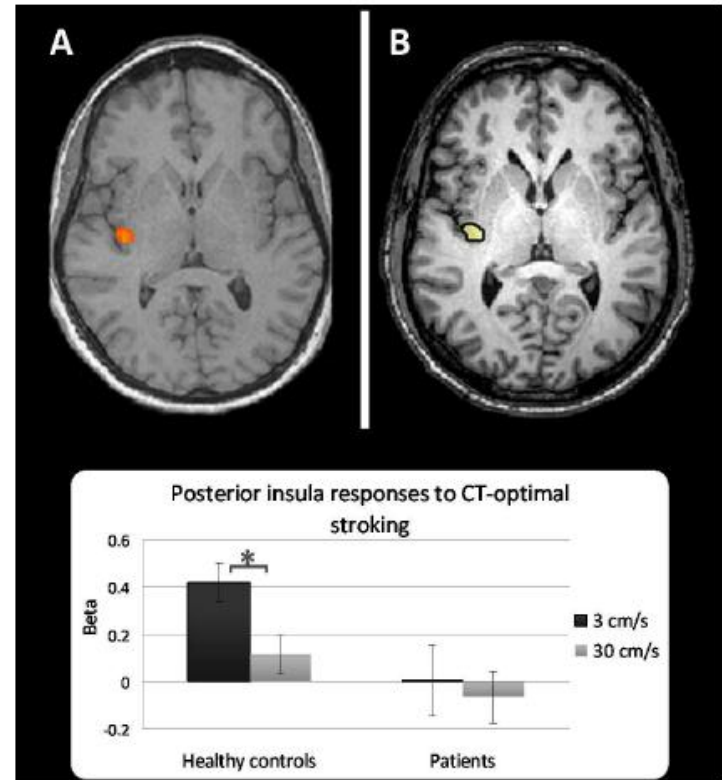 A
B
Posterior insula responses to CT-optimal
stroking
0.6
0.4
0.2
0
-0.2
Beta
*
3 cm/s
30 cm/s
Healthy controls
Patients